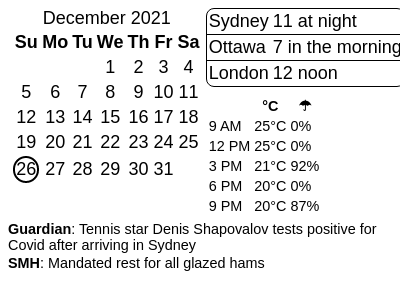 December 2021
Su Mo Tu We Th Fr Sa
1 2 3 4
5 6 7 8 9 10 11
12 13 14 15 16 17 18
19 20 21 22 23 24 25
26 27 28 29 30 31
Sydney 11 at night
Ottawa 7 in the morning
London 12 noon
°C ☂
9 AM 25°C 0%
12 PM 25°C 0%
3 PM 21°C 92%
6 PM 20°C 0%
9 PM 20°C 87%
Guardian: Tennis star Denis Shapovalov tests positive for
Covid after arriving in Sydney
SMH: Mandated rest for all glazed hams